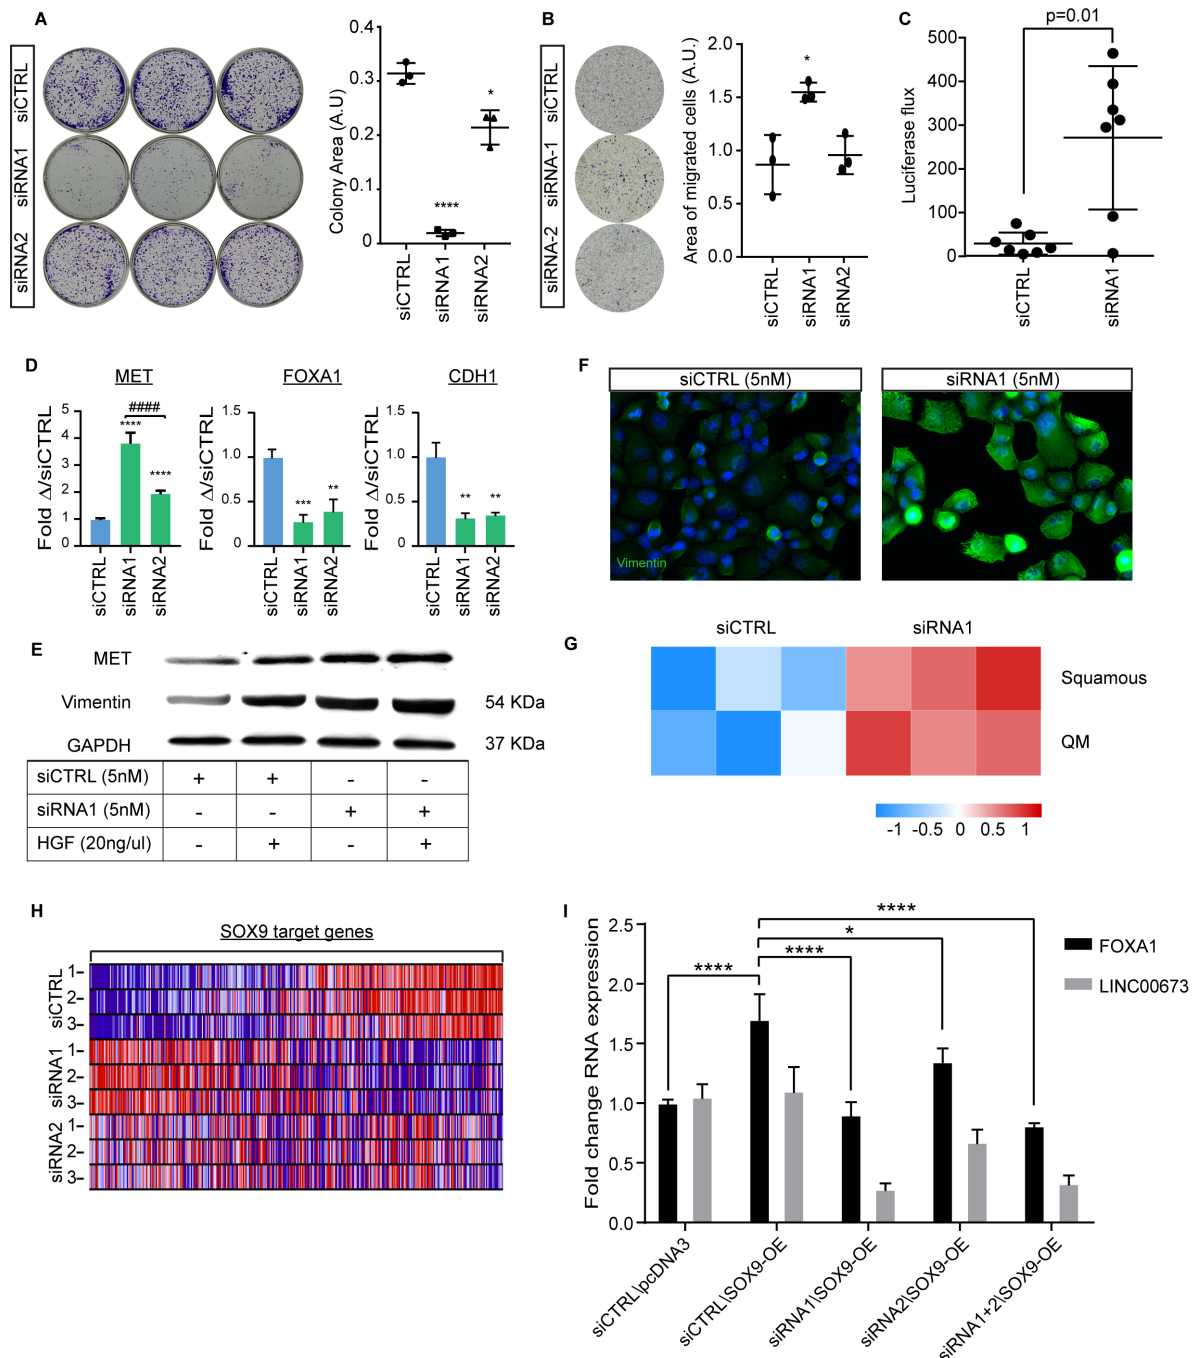 A
siCTRL
siRNA1
siRNA2
Colony Area (A.U)
0.4
0.3
0.2
0.1
0
****
*
siCTRL
siRNA1
siRNA2
B
siCTRL
siRNA-1
siRNA-2
Area of migrated cells (A.U.)
2.0
1.5
1.0
0.5
0.0
*
siCTRL
siRNA1
siRNA2
C
p=0.01
Luciferase flux
500
400
300
200
100
0
siCTRL
siRNA1
D
MET
Fold Δ/siCTRL
5
4
3
2
1
0
####
****
****
siCTRL
siRNA1
siRNA2
FOXA1
Fold Δ/siCTRL
1.5
1.0
0.5
0
***
**
siCTRL
siRNA1
siRNA2
CDH1
Fold Δ/siCTRL
1.5
1.0
0.5
0
**
**
siCTRL
siRNA1
siRNA2
F
siCTRL (5nM)
siRNA1 (5nM)
Vimentin
E
MET
Vimentin
54 KDa
GAPDH
37 KDa
siCTRL (5nM) + + - -
siRNA1 (5nM) - - + +
HGF (20ng/ul) - + - +
G
siCTRL
siRNA1
Squamous
QM
-1 -0.5 0 0.5 1
H
SOX9 target genes
siCTRL
1-
2-
3-
siRNA1
1-
2-
3-
siRNA2
1-
2-
3-
I
Fold change RNA expression
2.5
2.0
1.5
1.0
0.5
0.0
****
*
****
****
FOXA1
LINC00673
siCTRL\pcDNA3
siCTRL\SOX9-OE
siRNA1\SOX9-OE
siRNA2\SOX9-OE
siRNA1+2\SOX9-OE